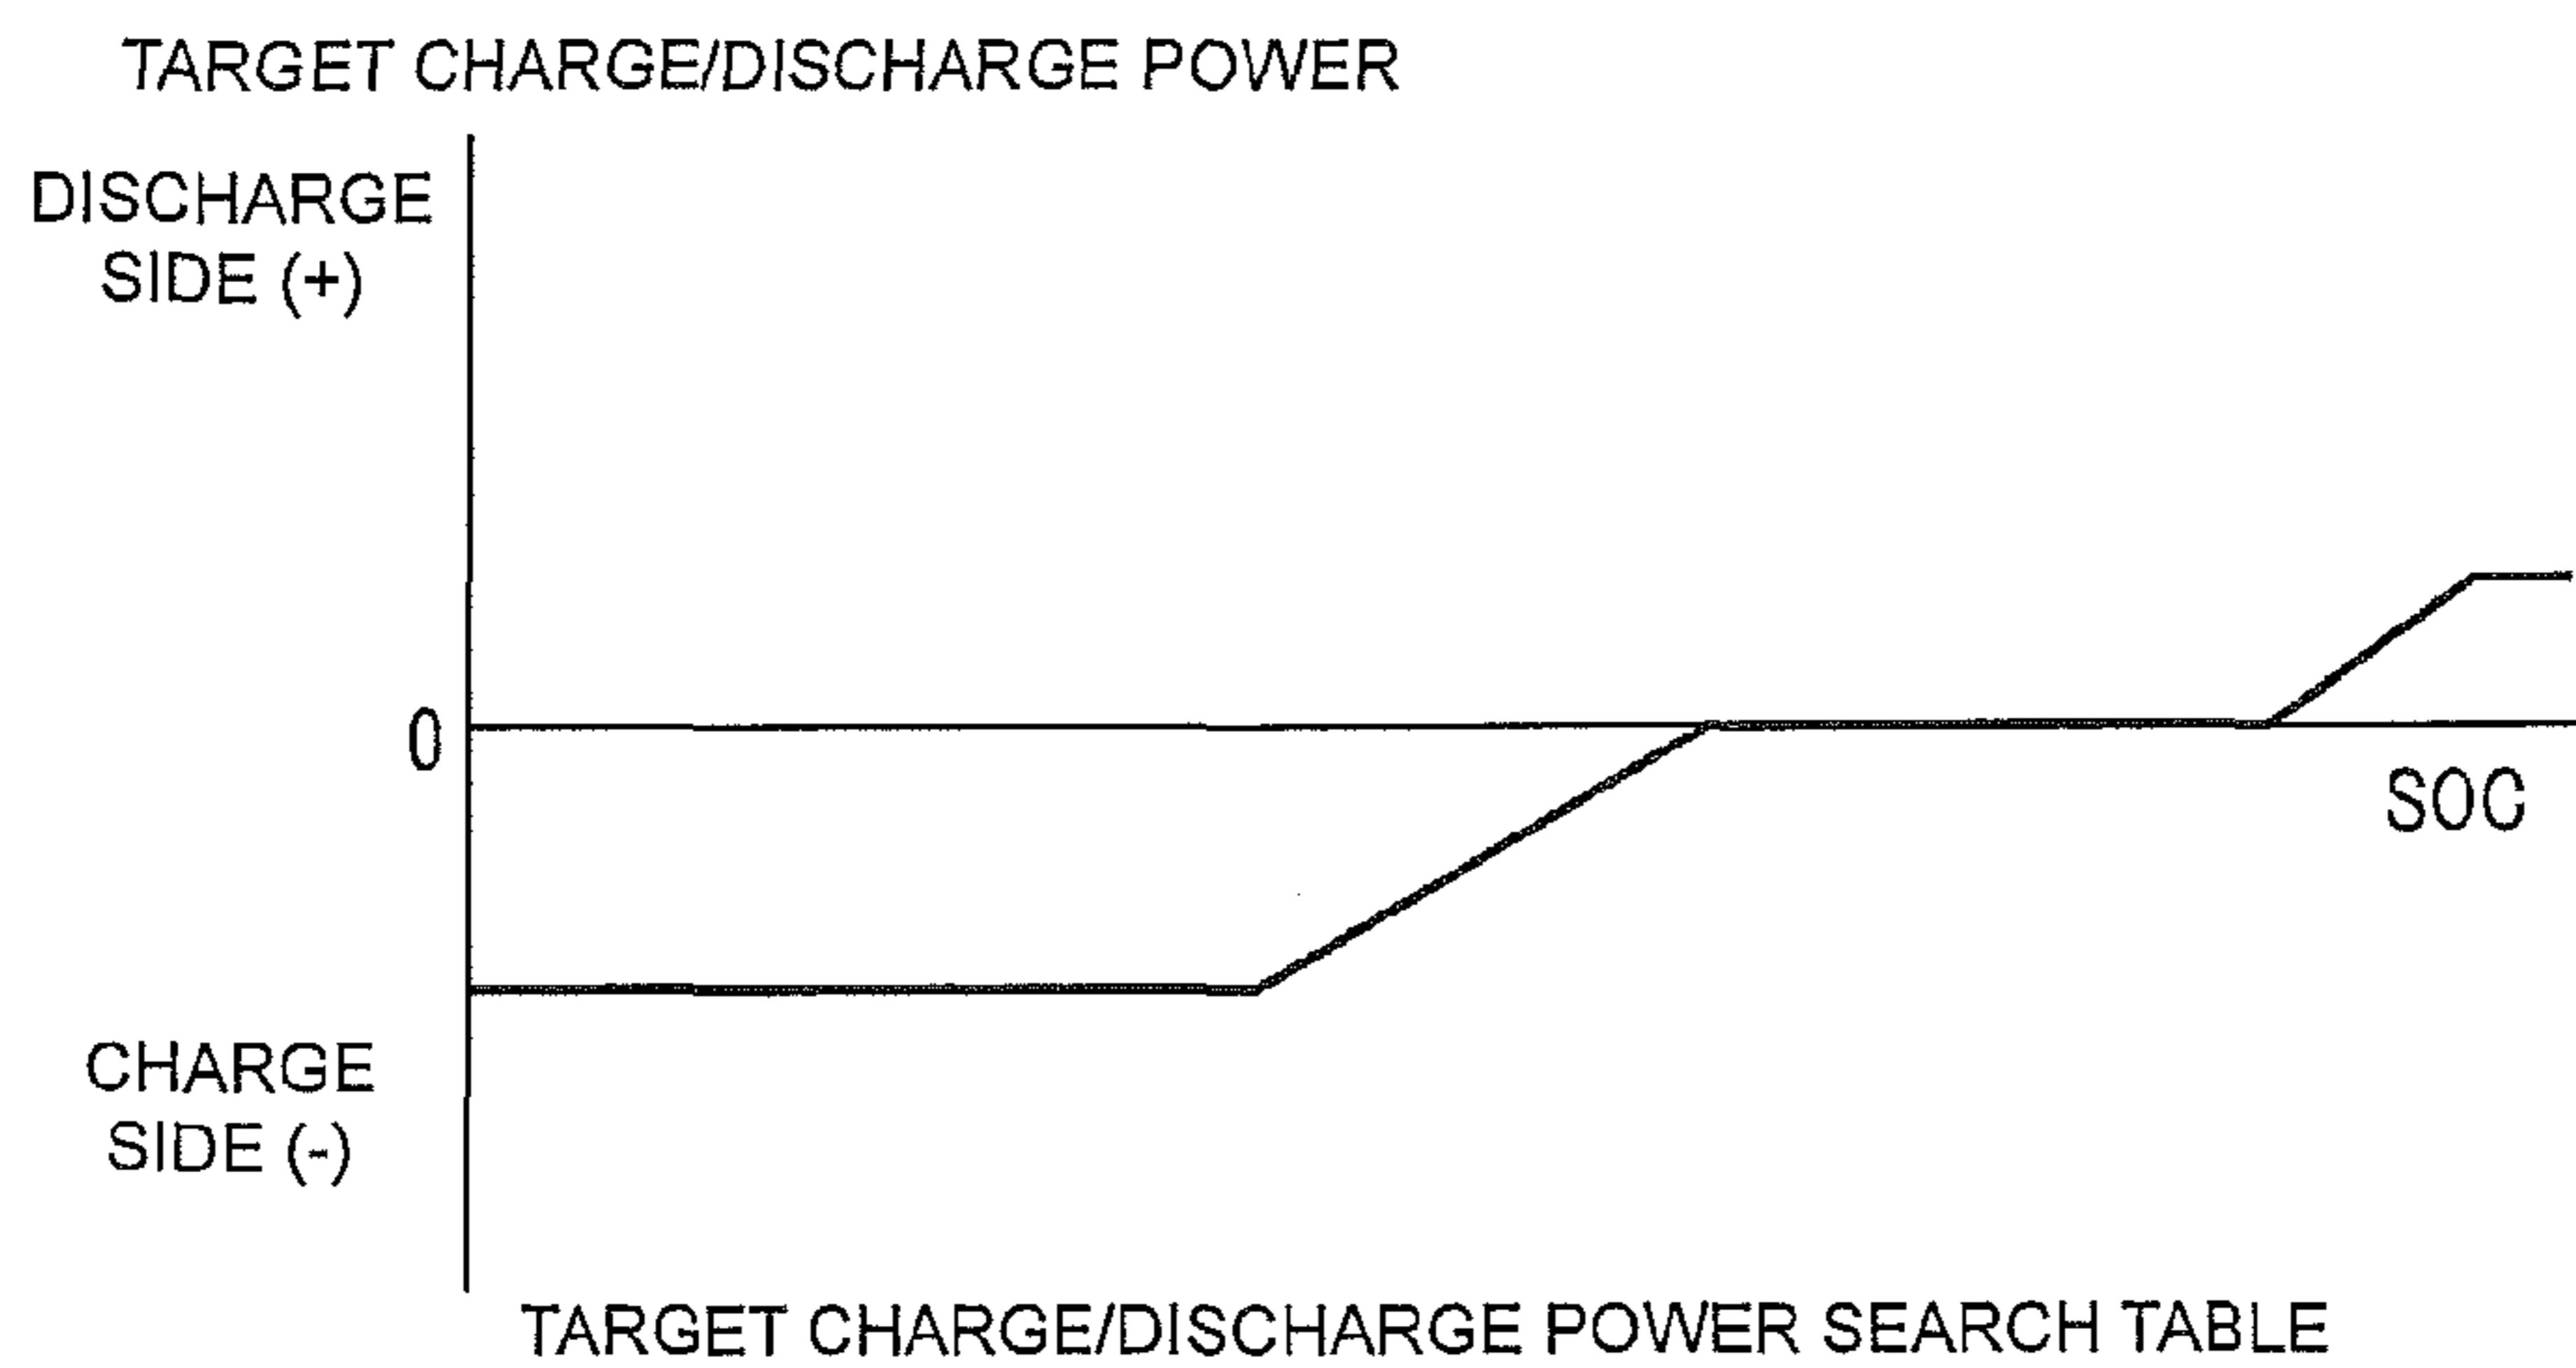 TARGET CHARGE/DISCHARGE POWER
DISCHARGE
SIDE (+)
0
SOC
CHARGE
SIDE (-)
TARGET CHARGE/DISCHARGE POWER SEARCH TABLE